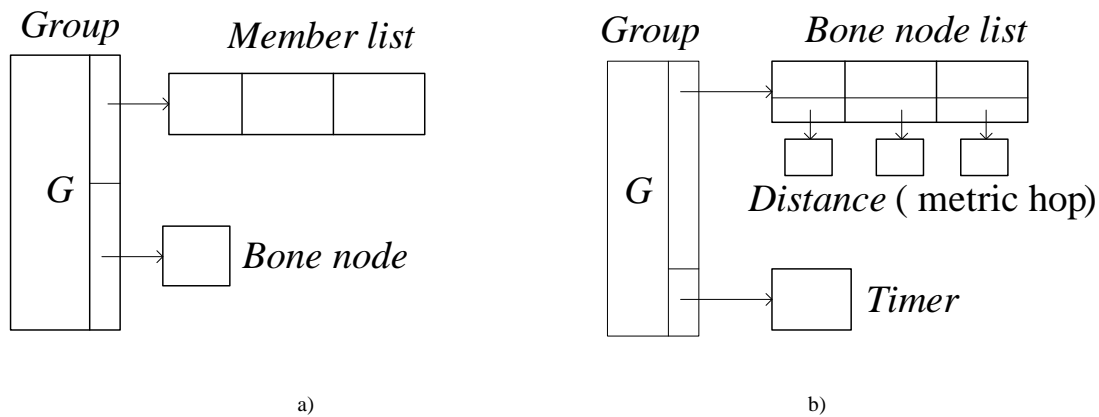 Group
Member list
G
Bone node
a)
Group
Bone node list
G
Distance ( metric hop)
Timer
b)